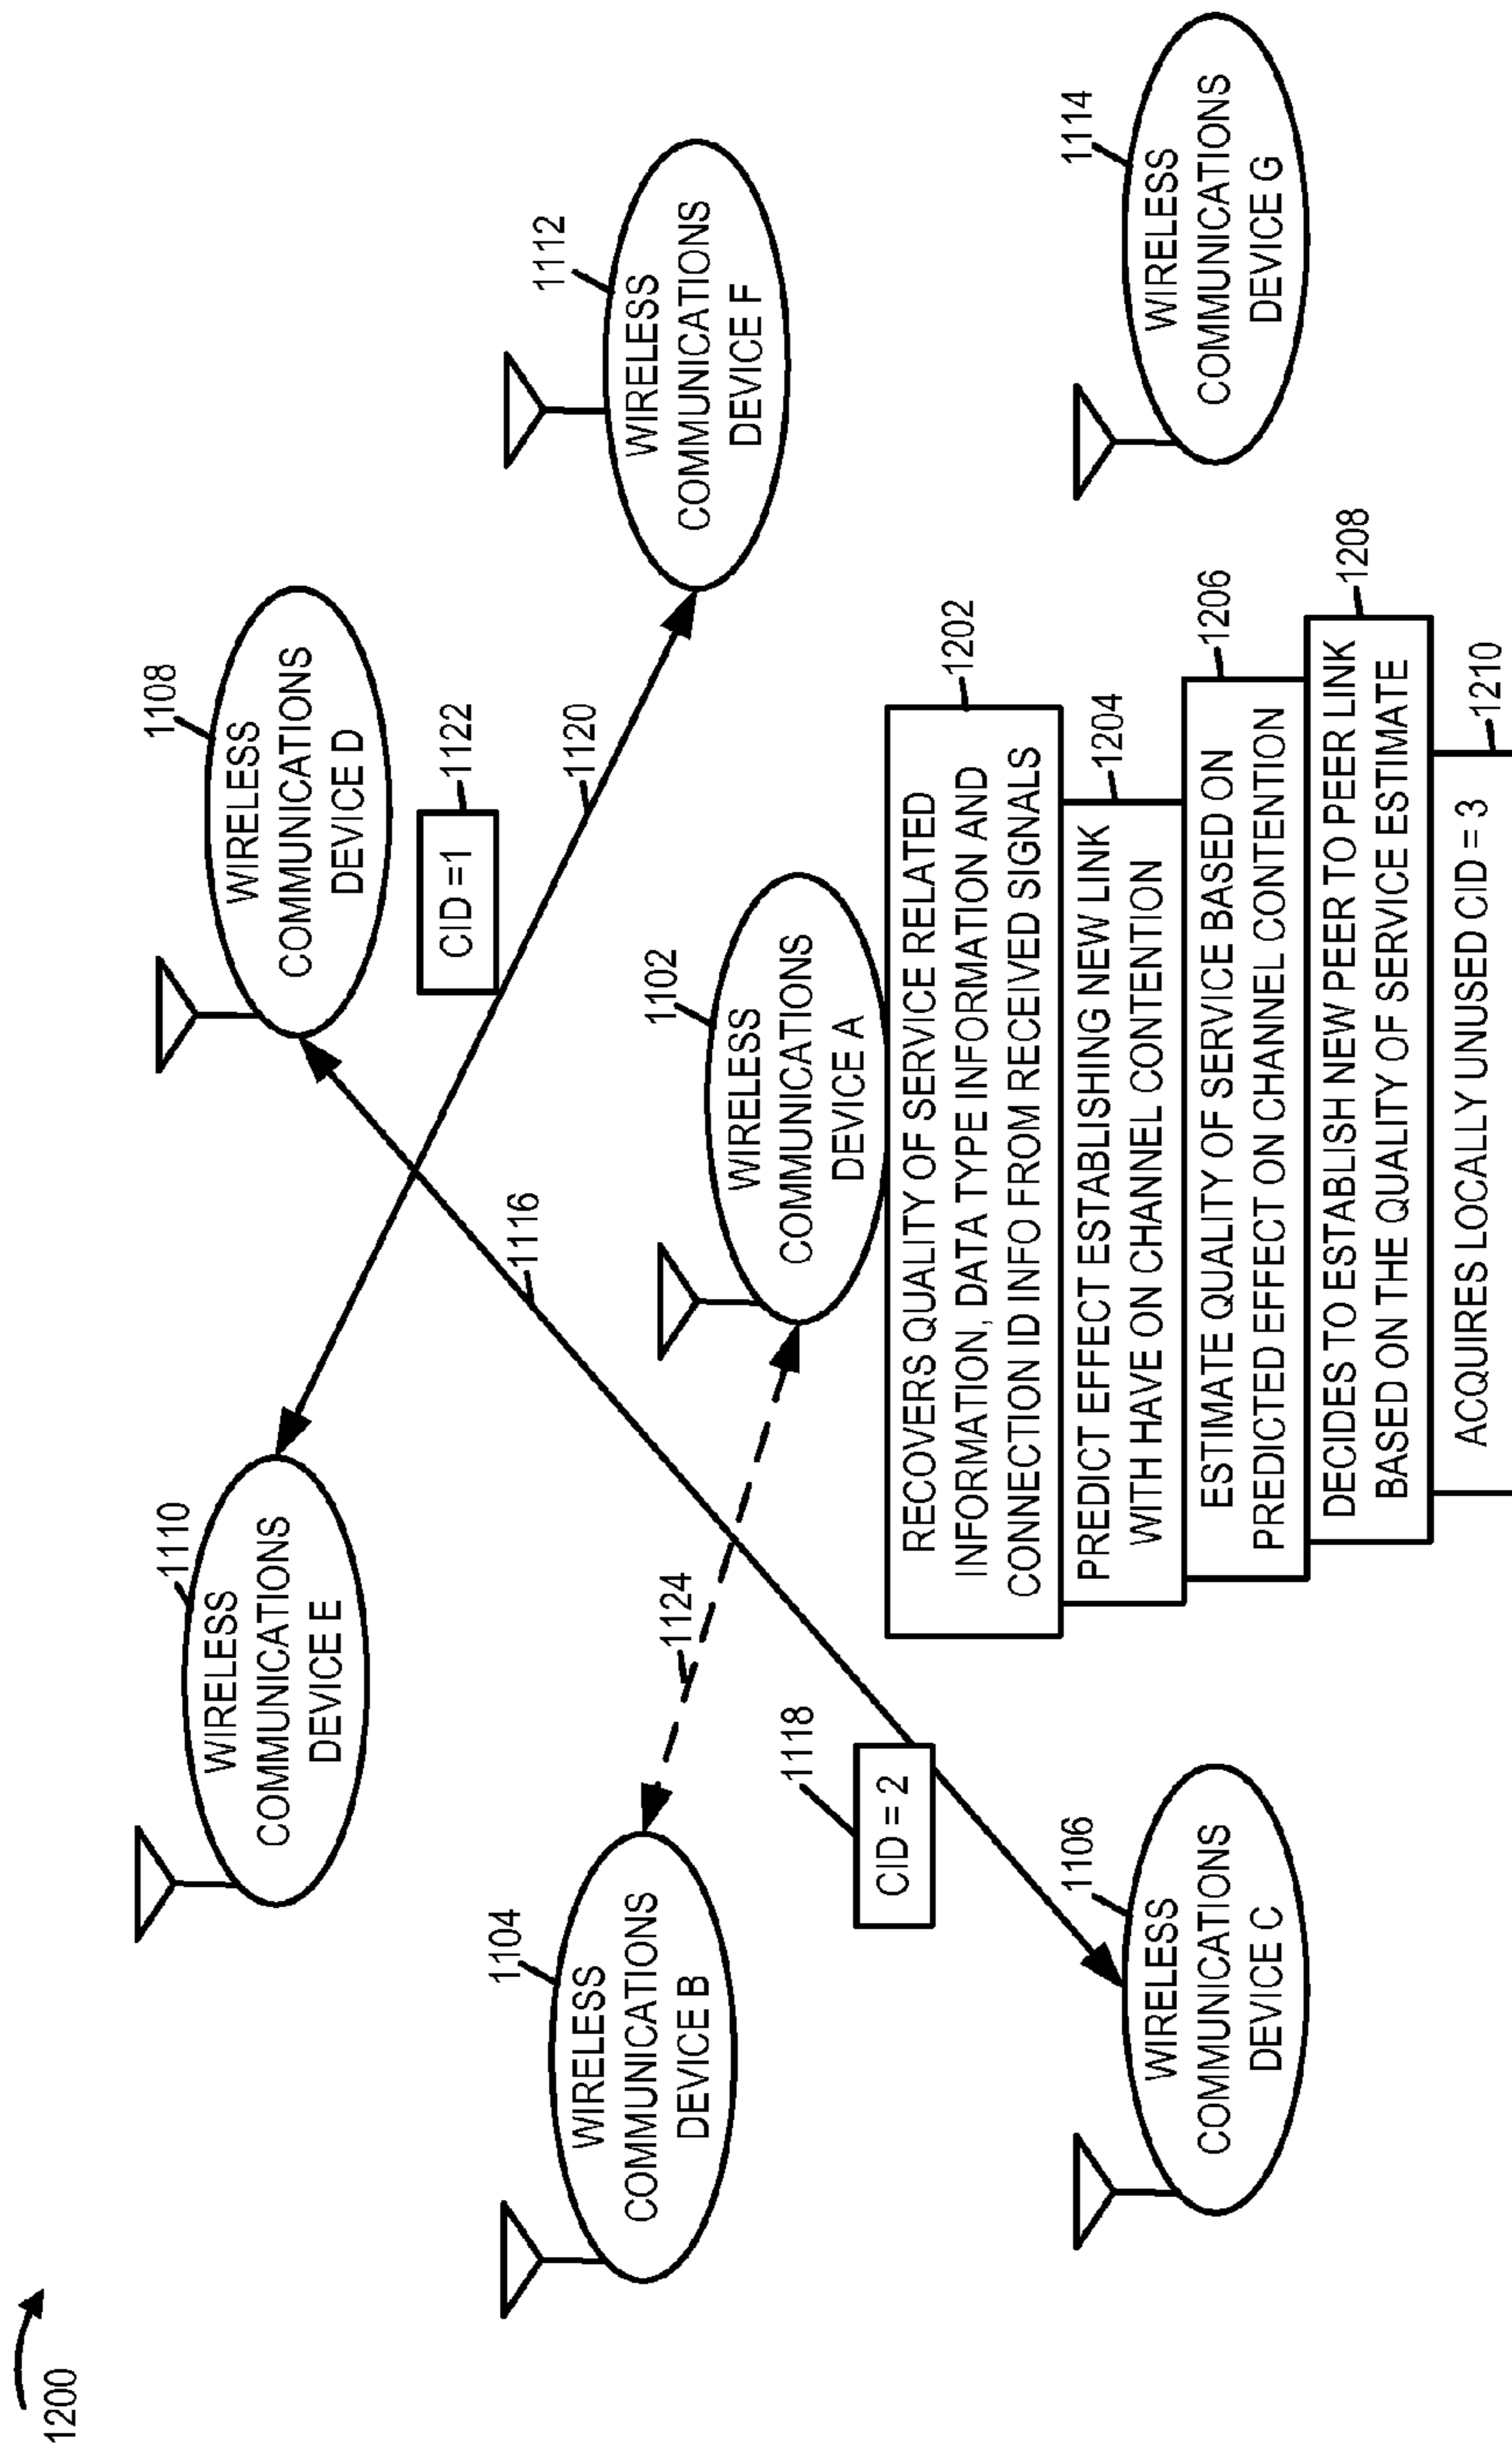 1200
1110
WIRELESS
COMMUNICATIONS
DEVICE E
1108
WIRELESS
COMMUNICATIONS
DEVICE D
CID =1
1122
1120
1104
WIRELESS
COMMUNICATIONS
DEVICE B
1116
1112
WIRELESS
COMMUNICATIONS
DEVICE F
1124
1102
WIRELESS
COMMUNICATIONS
DEVICE A
1118
CID = 2
1106
WIRELESS
COMMUNICATIONS
DEVICE C
RECOVERS QUALITY OF SERVICE RELATED
INFORMATION, DATA TYPE INFORMATION AND
CONNECTION ID INFO FROM RECEIVED SIGNALS
1202
PREDICT EFFECT ESTABLISHING NEW LINK
WITH HAVE ON CHANNEL CONTENTION
1204
ESTIMATE QUALITY OF SERVICE BASED ON
PREDICTED EFFECT ON CHANNEL CONTENTION
1206
DECIDES TO ESTABLISH NEW PEER TO PEER LINK
BASED ON THE QUALITY OF SERVICE ESTIMATE
1208
ACQUIRES LOCALLY UNUSED CID = 3
1210
1114
WIRELESS
COMMUNICATIONS
DEVICE G